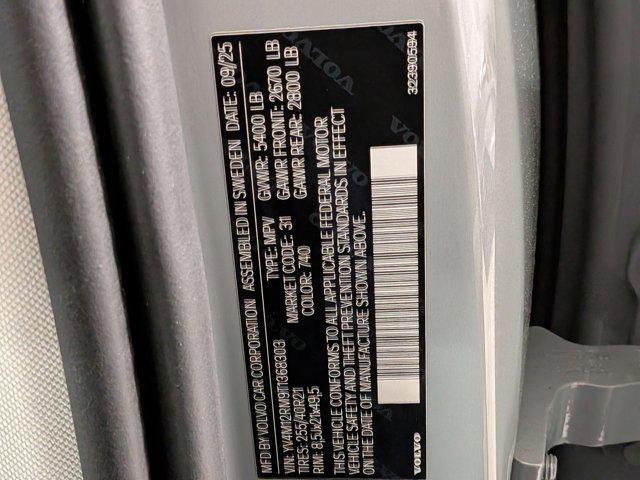 MFD BY VOLVO CAR CORPORATION ASSEMBLED IN SWEDEN DATE: 09/25
VIN: YV4M12RW9T1368303 TYPE: MPV GVWR: 5400 LB
TIRES: 255/40R21 MARKET CODE: 31 GAWR FRONT: 2670 LB
RIM: 8,5Jx21x49,5 COLOR: 740 GAWR REAR: 2800 LB
THIS VEHICLE CONFORMS TO ALL APPLICABLE FEDERAL MOTOR
VEHICLE SAFETY AND THEFT PREVENTION STANDARDS IN EFFECT
ON DATE OF MANUFACTURE SHOWN ABOVE.
VOLVO
32390594